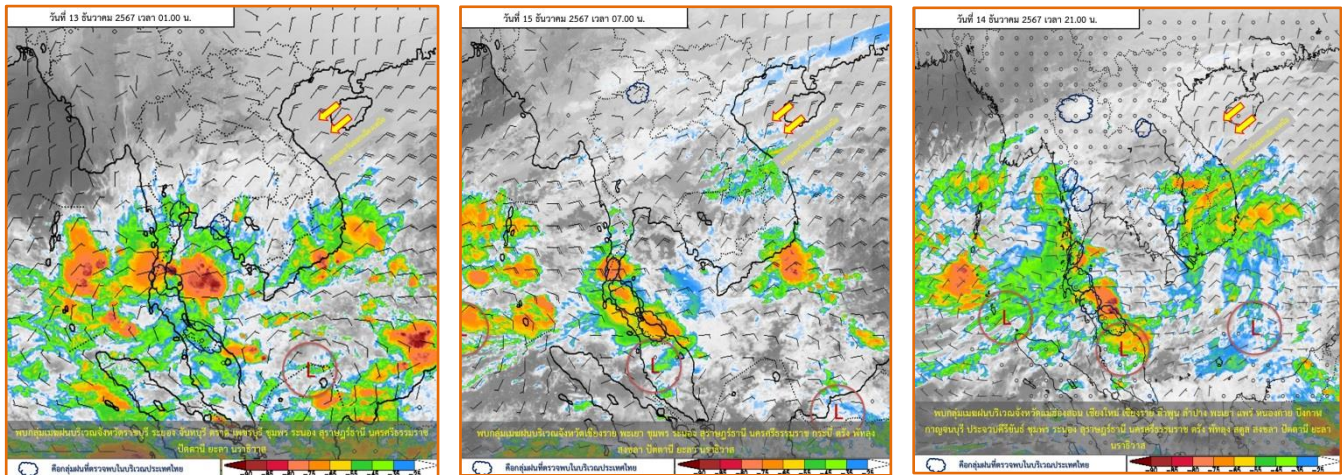 วันที่ 13 ธันวาคม 2567 เวลา 01.00 น.
L
พบกลุ่มเมฆฝนบริเวณจังหวัดราชบุรี ระยอง จันทบุรี ตราด เพชรบุรี ชุมพร ระนอง สุราษฎร์ธานี นครศรีธรรมราช
ปัตตานี ยะลา นราธิวาส
คือกลุ่มฝนที่ตรวจพบในบริเวณประเทศไทย
วันที่ 15 ธันวาคม 2567 เวลา 07.00 น.
L
L
พบกลุ่มเมฆฝนบริเวณจังหวัดเชียงราย พะเยา ชุมพร ระนอง สุราษฎร์ธานี นครศรีธรรมราช กระบี่ ตรัง พัทลุง
สงขลา ปัตตานี ยะลา นราธิวาส
คือกลุ่มฝนที่ตรวจพบในบริเวณประเทศไทย
วันที่ 14 ธันวาคม 2567 เวลา 21.00 น.
L
L
L
พบกลุ่มเมฆฝนบริเวณจังหวัดแม่ฮ่องสอน เชียงใหม่ เชียงราย ลำพูน ลำปาง พะเยา แพร่ หนองคาย บึงกาฬ
กาญจนบุรี ประจวบคีรีขันธ์ ชุมพร ระนอง สุราษฎร์ธานี นครศรีธรรมราช ตรัง พัทลุง สตูล สงขลา ปัตตานี ยะลา
นราธิวาส
คือกลุ่มฝนที่ตรวจพบในบริเวณประเทศไทย